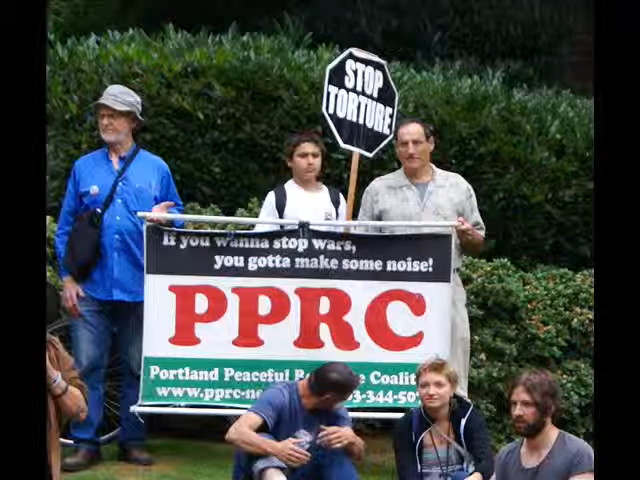 STOP
TORTURE
If you wanna stop wars,
you gotta make some noise!
PPRC
Portland Peaceful Coalit
www.pprc-ne 3-344-50